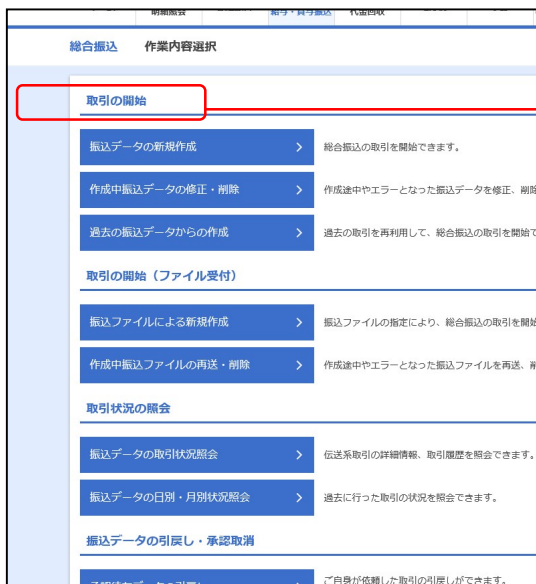 明細照会 給与・賞与振込 代金回収
総合振込 作業内容選択
取引の開始
振込データの新規作成 総合振込の取引を開始できます。
作成中振込データの修正・削除 作成途中やエラーとなった振込データを修正、削除
過去の振込データからの作成 過去の取引を再利用して、総合振込の取引を開始で
取引の開始（ファイル受付）
振込ファイルによる新規作成 振込ファイルの指定により、総合振込の取引を開始
作成中振込ファイルの再送・削除 作成途中やエラーとなった振込ファイルを再送、削
取引状況の照会
振込データの取引状況照会 伝送系取引の詳細情報、取引履歴を照会できます。
振込データの日別・月別状況照会 過去に行った取引の状況を照会できます。
振込データの引戻し・承認取消
ご自身が依頼した取引の引戻しができます。